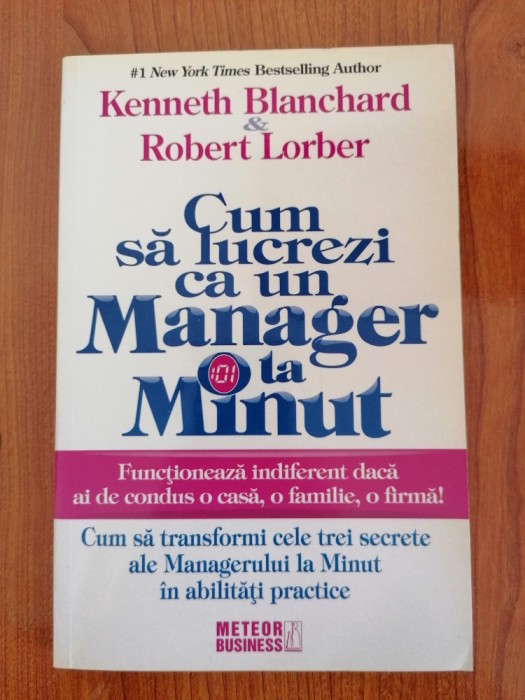 #1 New York Times Bestselling Author
Kenneth Blanchard
&
Robert Lorber
Cum
să lucrezi
ca un
Manager
la
Minut
:01
Funcţionează indiferent dacă
ai de condus o casă, o familie, o firmă!
Cum să transformi cele trei secrete
ale Managerului la Minut
în abilităţi practice
METEOR
BUSINESS